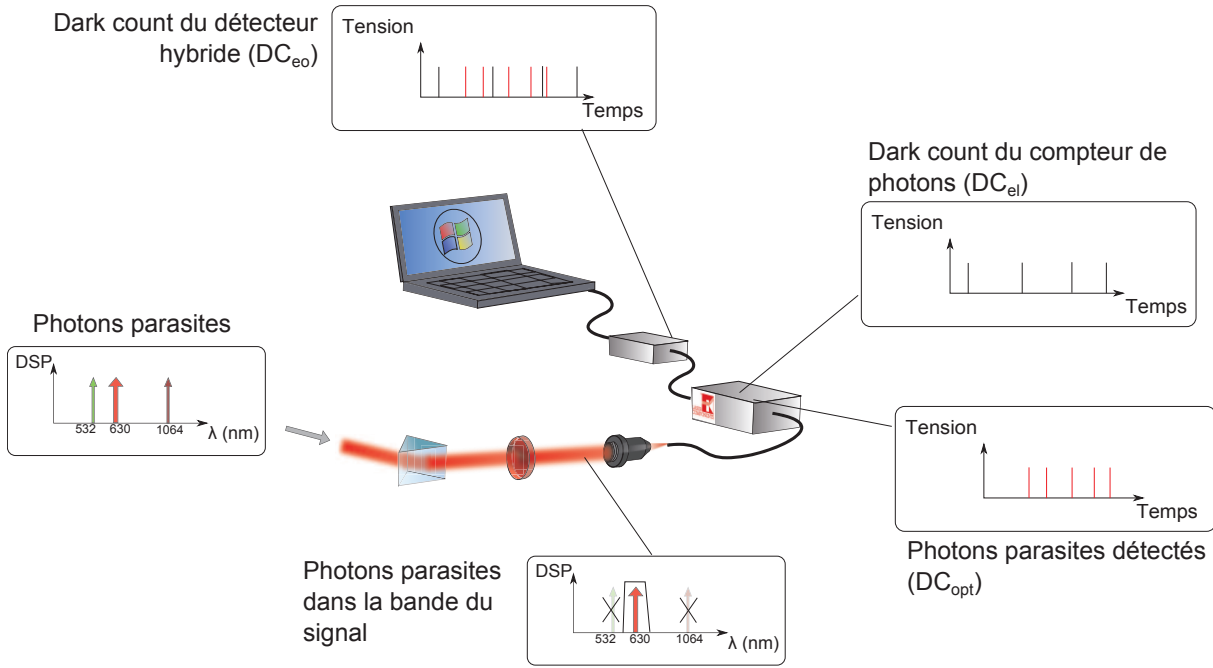 Dark count du détecteur
hybride (DCeo)
Tension
Temps
Dark count du compteur de
photons (DCel)
Tension
Temps
Photons parasites
DSP
532
630
1064
λ (nm)
Tension
Temps
Photons parasites détectés
(DCopt)
Photons parasites
dans la bande du
signal
DSP
532
630
1064
λ (nm)